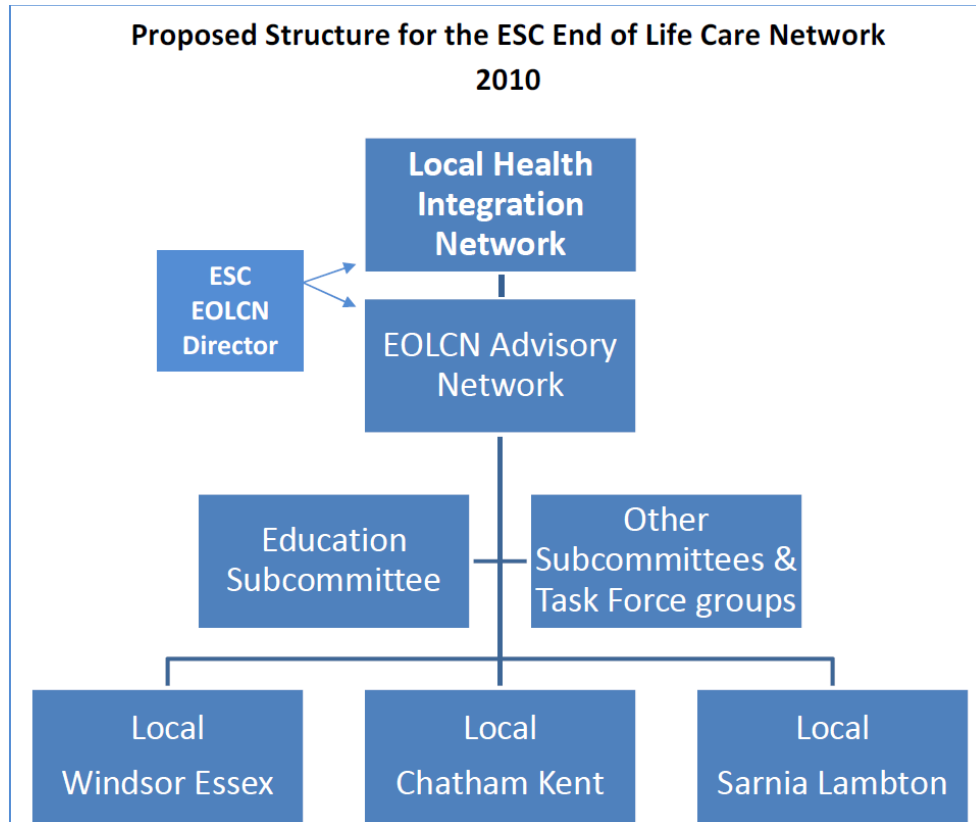 Proposed Structure for the ESC End of Life Care Network
2010
Local Health
Integration
Network
ESC
EOLCN
Director
EOLCN Advisory
Network
Education
Subcommittee
Other
Subcommittees &
Task Force groups
Local
Windsor Essex
Local
Chatham Kent
Local
Sarnia Lambton